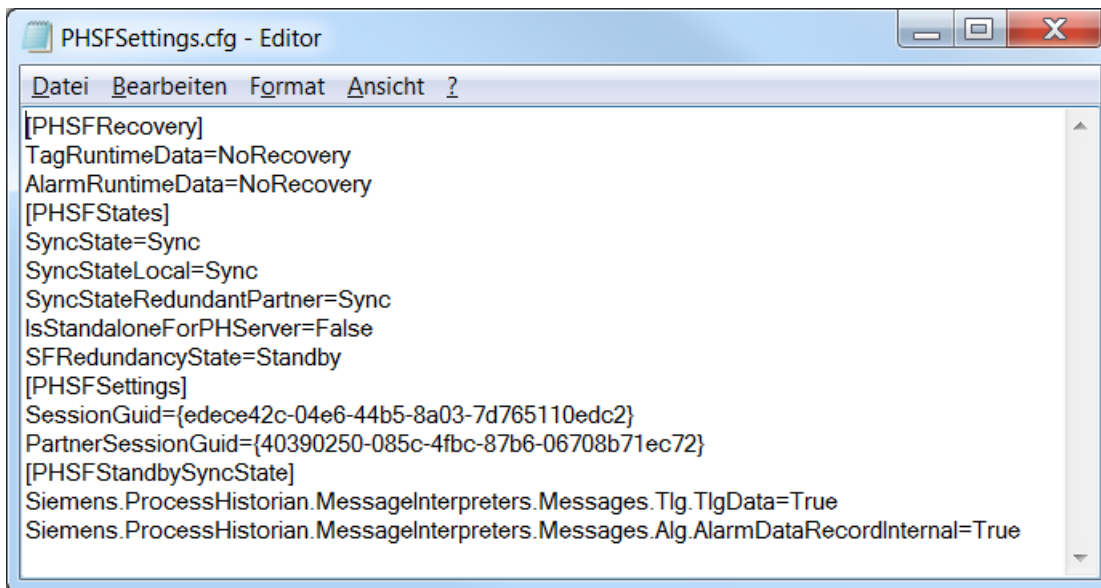 PHSFSettings.cfg - Editor
Datei Bearbeiten Format Ansicht ?
[PHSFRecovery]
TagRuntimeData=NoRecovery
AlarmRuntimeData=NoRecovery
[PHSFStates]
SyncState=Sync
SyncStateLocal=Sync
SyncStateRedundantPartner=Sync
IsStandaloneForPHServer=False
SFRedundancyState=Standby
[PHSFSettings]
SessionGuid={edece42c-04e6-44b5-8a03-7d765110edc2}
PartnerSessionGuid={40390250-085c-4fbc-87b6-06708b71ec72}
[PHSFStandbySyncState]
Siemens.ProcessHistorian.MessageInterpreters.Messages.Tlg.TlgData=True
Siemens.ProcessHistorian.MessageInterpreters.Messages.Alg.AlarmDataRecordInternal=True